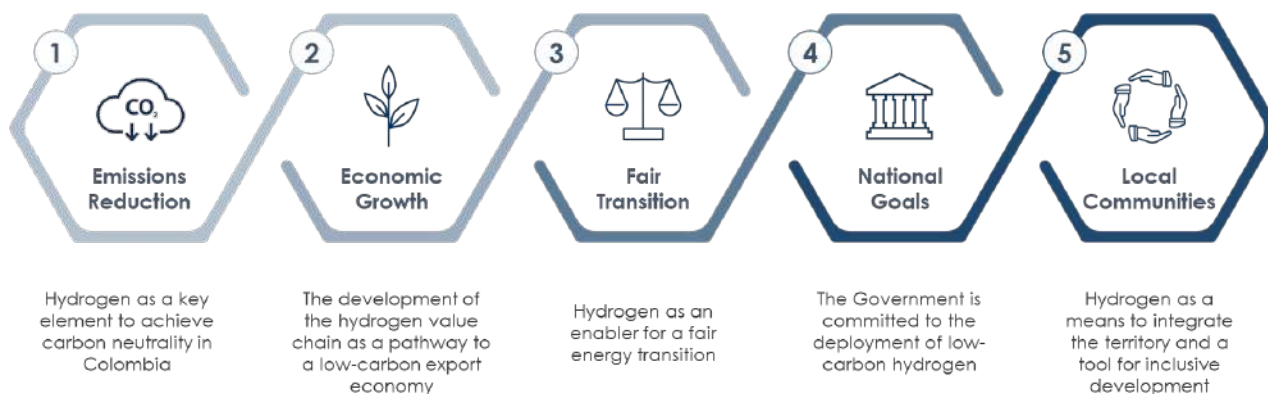 1
CO₂
Emissions
Reduction
Hydrogen as a key
element to achieve
carbon neutrality in
Colombia
2
Economic
Growth
The development of
the hydrogen value
chain as a pathway to
a low-carbon export
economy
3
Fair
Transition
Hydrogen as an
enabler for a fair
energy transition
4
National
Goals
The Government is
committed to the
deployment of low-
carbon hydrogen
5
Local
Communities
Hydrogen as a
means to integrate
the territory and a
tool for inclusive
development